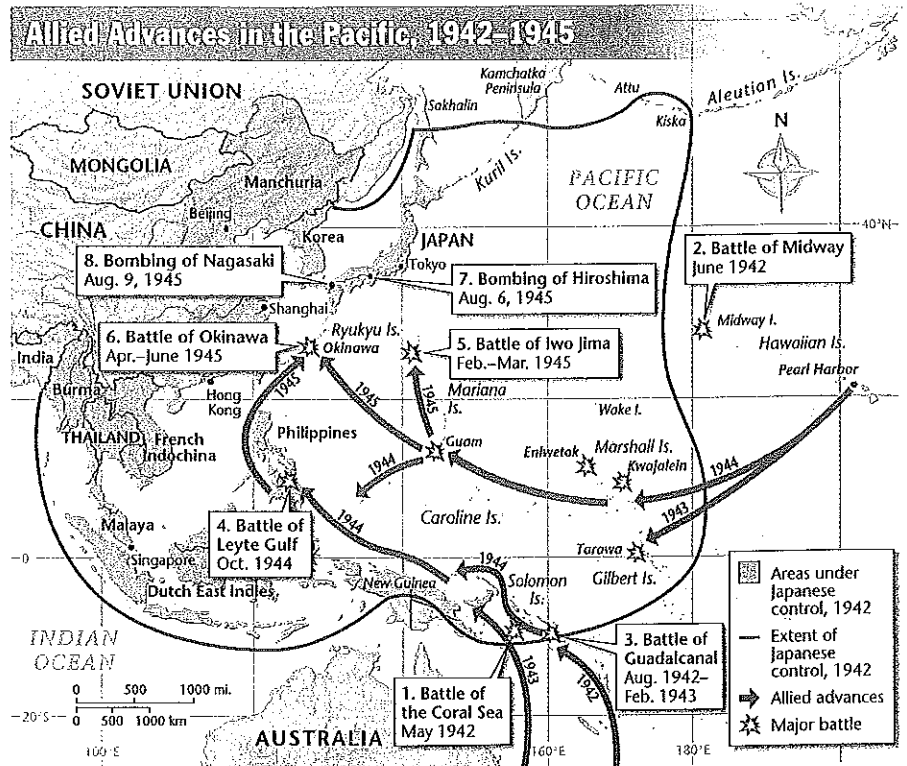 Allied Advances in the Pacific, 1942–1945
SOVIET UNION
Kamchatka
Peninsula
Sakhalin
Attu
Aleutian Is.
Kiska
N
MONGOLIA
Manchuria
Kuril Is.
PACIFIC
OCEAN
Beijing
CHINA
Korea
JAPAN
40°N
8. Bombing of Nagasaki
Aug. 9, 1945
Tokyo
7. Bombing of Hiroshima
Aug. 6, 1945
2. Battle of Midway
June 1942
Shanghai
6. Battle of Okinawa
Apr.–June 1945
Ryukyu Is.
Okinawa
5. Battle of Iwo Jima
Feb.–Mar. 1945
Midway I.
Hawaiian Is.
Pearl Harbor
India
Burma
Hong
Kong
1945
1945
1945
Mariana
Is.
Wake I.
THAILAND
French
Indochina
Philippines
Guam
Eniwetok
Marshall Is.
Kwajalein
1944
1944
1943
Malaya
4. Battle of
Leyte Gulf
Oct. 1944
1944
Caroline Is.
Tarawa
Gilbert Is.
0
Singapore
Dutch East Indies
New Guinea
1944
Solomon
Is.
INDIAN
OCEAN
3. Battle of
Guadalcanal
Aug. 1942–
Feb. 1943
1. Battle of
the Coral Sea
May 1942
1943
1942
0 500 1000 mi.
0 500 1000 km
20°S
AUSTRALIA
100°E
160°E
180°E
Areas under
Japanese
control, 1942
Extent of
Japanese
control, 1942
Allied advances
Major battle